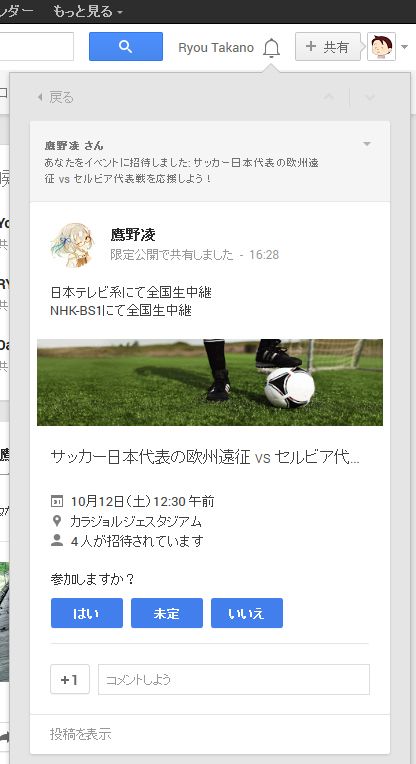 ンダー もっと見る
Ryou Takano + 共有
戻る
鷹野凌 さん
あなたをイベントに招待しました: サッカー日本代表の欧州遠
征 vs セルビア代表戦を応援しよう!
鷹野凌
限定公開で共有しました - 16:28
日本テレビ系にて全国生中継
NHK-BS1にて全国生中継
サッカー日本代表の欧州遠征 vs セルビア代...
31 10月12日(土) 12:30 午前
カラジョルジェスタジアム
4 人が招待されています
参加しますか?
はい 未定 いいえ
+1 コメントしよう
投稿を表示